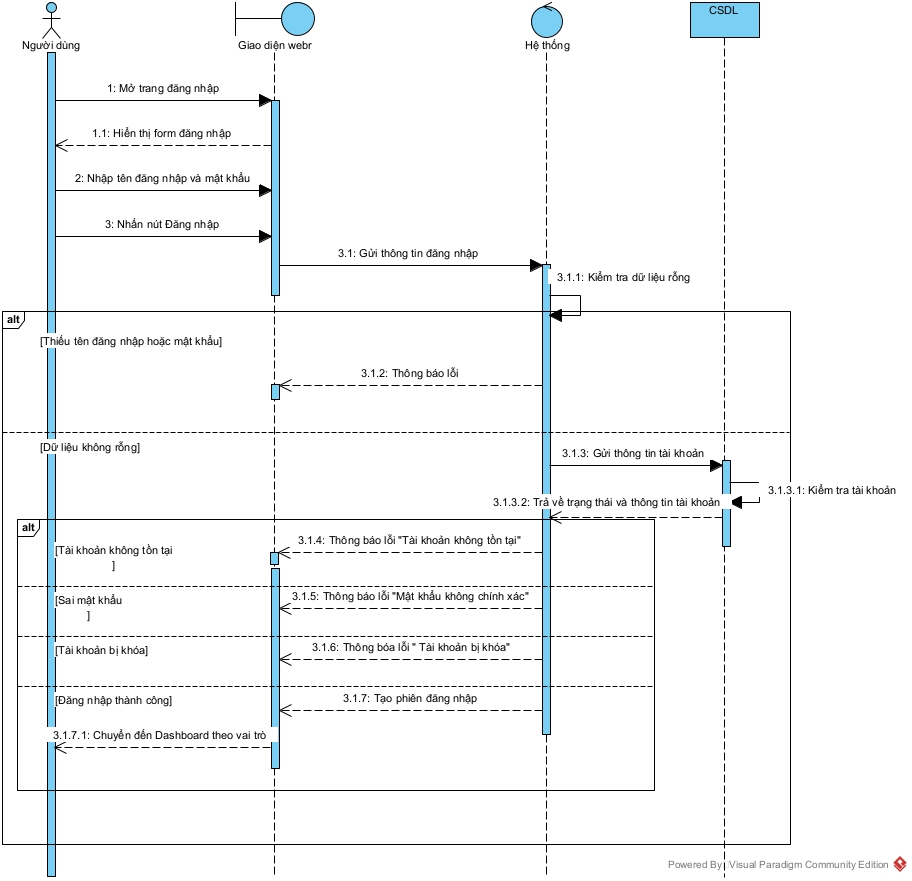 CSDL
Người dùng
Giao diện webr
Hệ thống
1: Mở trang đăng nhập
1.1: Hiển thị form đăng nhập
2: Nhập tên đăng nhập và mật khẩu
3: Nhấn nút Đăng nhập
3.1: Gửi thông tin đăng nhập
3.1.1: Kiểm tra dữ liệu rỗng
alt
[Thiếu tên đăng nhập hoặc mật khẩu]
3.1.2: Thông báo lỗi
[Dữ liệu không rỗng]
3.1.3: Gửi thông tin tài khoản
3.1.3.1: Kiểm tra tài khoản
3.1.3.2: Trả về trạng thái và thông tin tài khoản
alt
3.1.4: Thông báo lỗi "Tài khoản không tồn tại"
[Tài khoản không tồn tại
]
3.1.5: Thông báo lỗi "Mật khẩu không chính xác"
[Sai mật khẩu
]
3.1.6: Thông bóa lỗi " Tài khoản bị khóa"
[Tài khoản bị khóa]
3.1.7: Tạo phiên đăng nhập
[Đăng nhập thành công]
3.1.7.1: Chuyển đến Dashboard theo vai trò
Powered By Visual Paradigm Community Edition